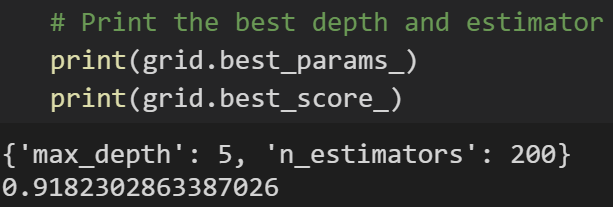 # Print the best depth and estimator
print(grid.best_params_)
print(grid.best_score_)
{'max_depth': 5, 'n_estimators': 200}
0.9182302863387026